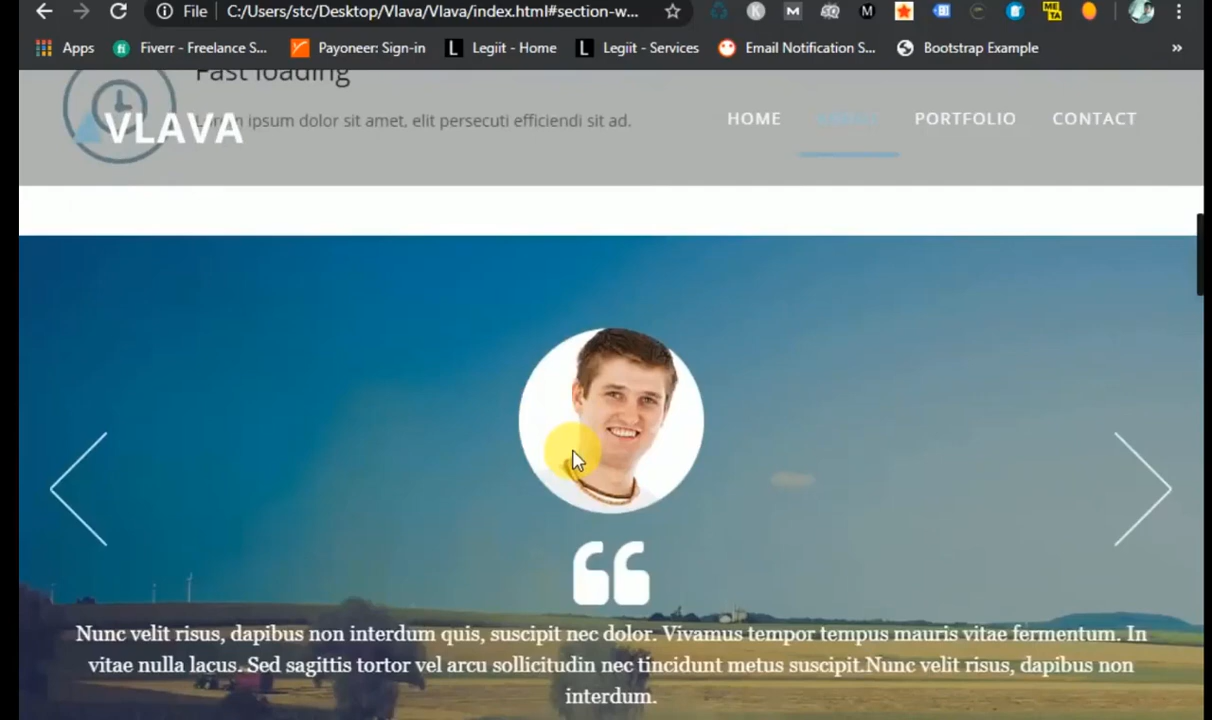 File C:/Users/stc/Desktop/Vlava/Vlava/index.html#section-w...
Apps Fiverr - Freelance S... Payoneer: Sign-in Legiit - Home Legiit - Services Email Notification S... Bootstrap Example »
Fast loading
ipsum dolor sit amet, elit persecuti efficiendi sit ad.
VLAVA HOME PORTFOLIO CONTACT
“
Nunc velit risus, dapibus non interdum quis, suscipit nec dolor. Vivamus tempor tempus mauris vitae fermentum. In
vitae nulla lacus. Sed sagittis tortor vel arcu sollicitudin nec tincidunt metus suscipit.Nunc velit risus, dapibus non
interdum.